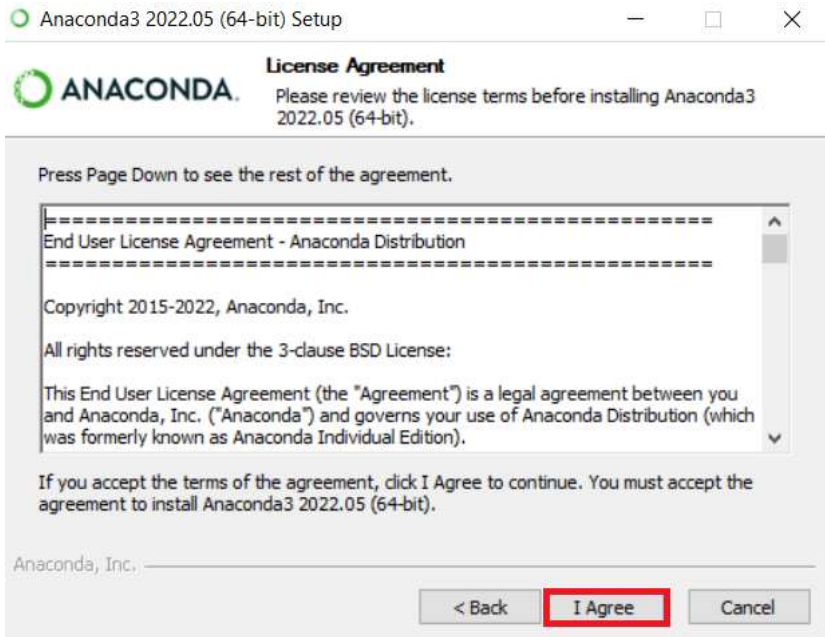 Anaconda3 2022.05 (64-bit) Setup
ANACONDA.
License Agreement
Please review the license terms before installing Anaconda3
2022.05 (64-bit).
Press Page Down to see the rest of the agreement.
==================================================
End User License Agreement - Anaconda Distribution
==================================================
Copyright 2015-2022, Anaconda, Inc.
All rights reserved under the 3-clause BSD License:
This End User License Agreement (the "Agreement") is a legal agreement between you
and Anaconda, Inc. ("Anaconda") and governs your use of Anaconda Distribution (which
was formerly known as Anaconda Individual Edition).
If you accept the terms of the agreement, click I Agree to continue. You must accept the
agreement to install Anaconda3 2022.05 (64-bit).
Anaconda, Inc.
< Back
I Agree
Cancel